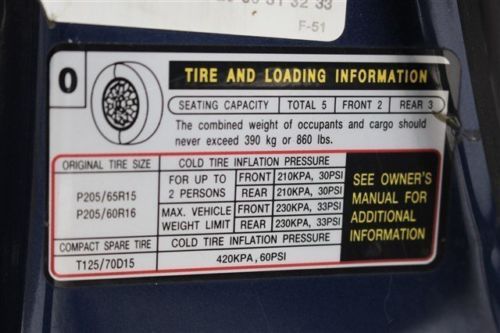 33
F-51
0
TIRE AND LOADING INFORMATION
SEATING CAPACITY TOTAL 5 FRONT 2 REAR 3
The combined weight of occupants and cargo should
never exceed 390 kg or 860 lbs.
ORIGINAL TIRE SIZE COLD TIRE INFLATION PRESSURE
P205/65R15
P205/60R16
FOR UP TO
2 PERSONS
FRONT 210KPA, 30PSI
REAR 210KPA, 30PSI
MAX. VEHICLE
WEIGHT LIMIT
FRONT 230KPA, 33PSI
REAR 230KPA, 33PSI
SEE OWNER'S
MANUAL FOR
ADDITIONAL
INFORMATION
COMPACT SPARE TIRE COLD TIRE INFLATION PRESSURE
T125/70D15 420KPA, 60PSI